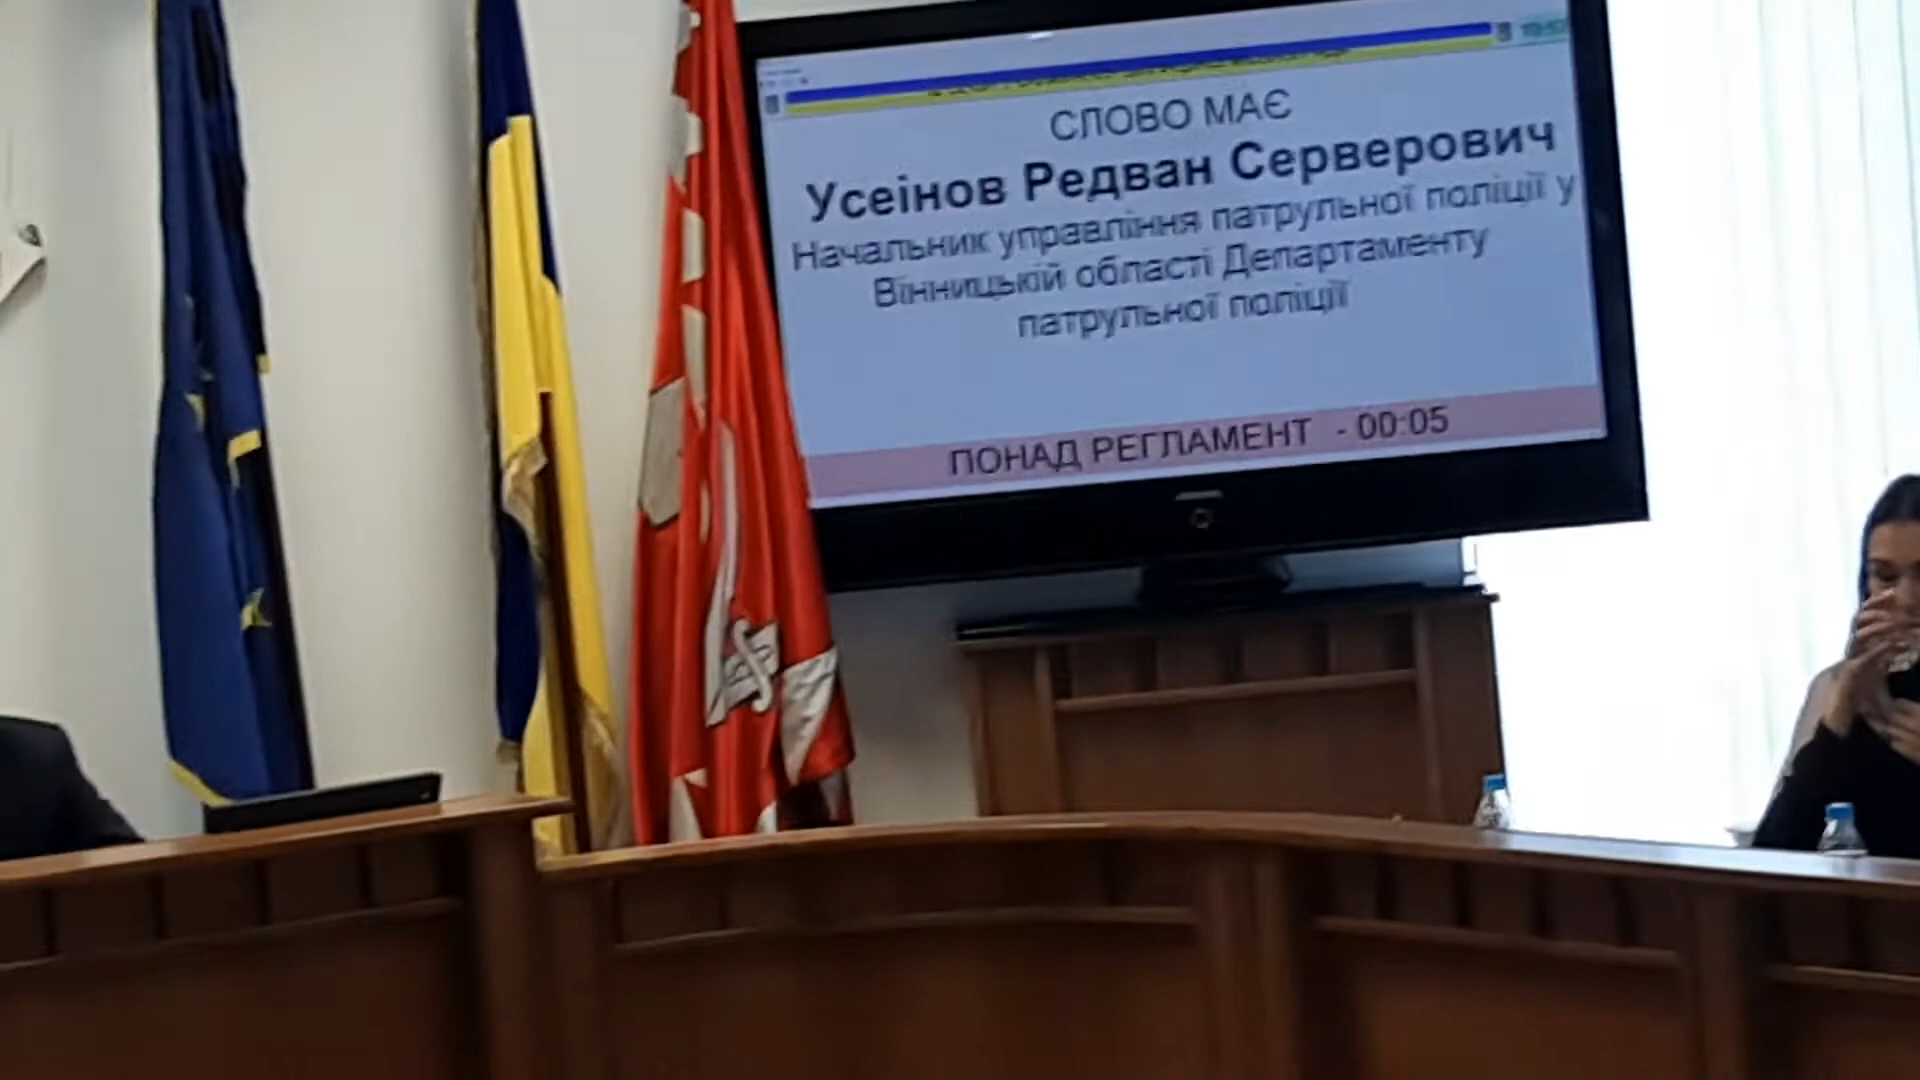 СЛОВО МАЄ
Усеінов Редван Серверович
Начальник управління патрульної поліції у
Вінницькій області Департаменту
патрульної поліції
ПОНАД РЕГЛАМЕНТ - 00:05